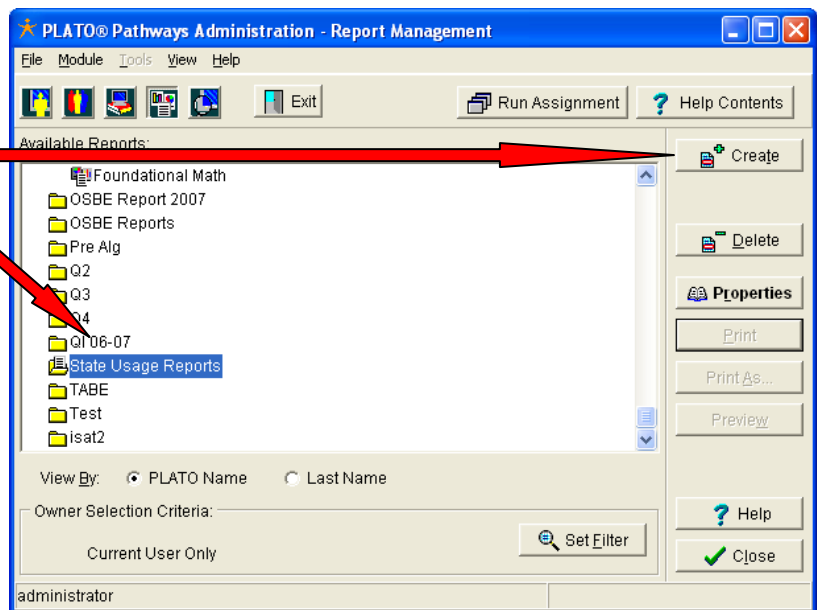 PLATO® Pathways Administration - Report Management
File Module Tools View Help
Exit Run Assignment ? Help Contents
Available Reports:
Foundational Math
OSBE Report 2007
OSBE Reports
Pre Alg
Q2
Q3
Q4
QI 06-07
State Usage Reports
TABE
Test
isat2
Create
Delete
Properties
Print
Print As...
Preview
View By: PLATO Name Last Name
Owner Selection Criteria:
Current User Only
Set Filter
? Help
Close
administrator